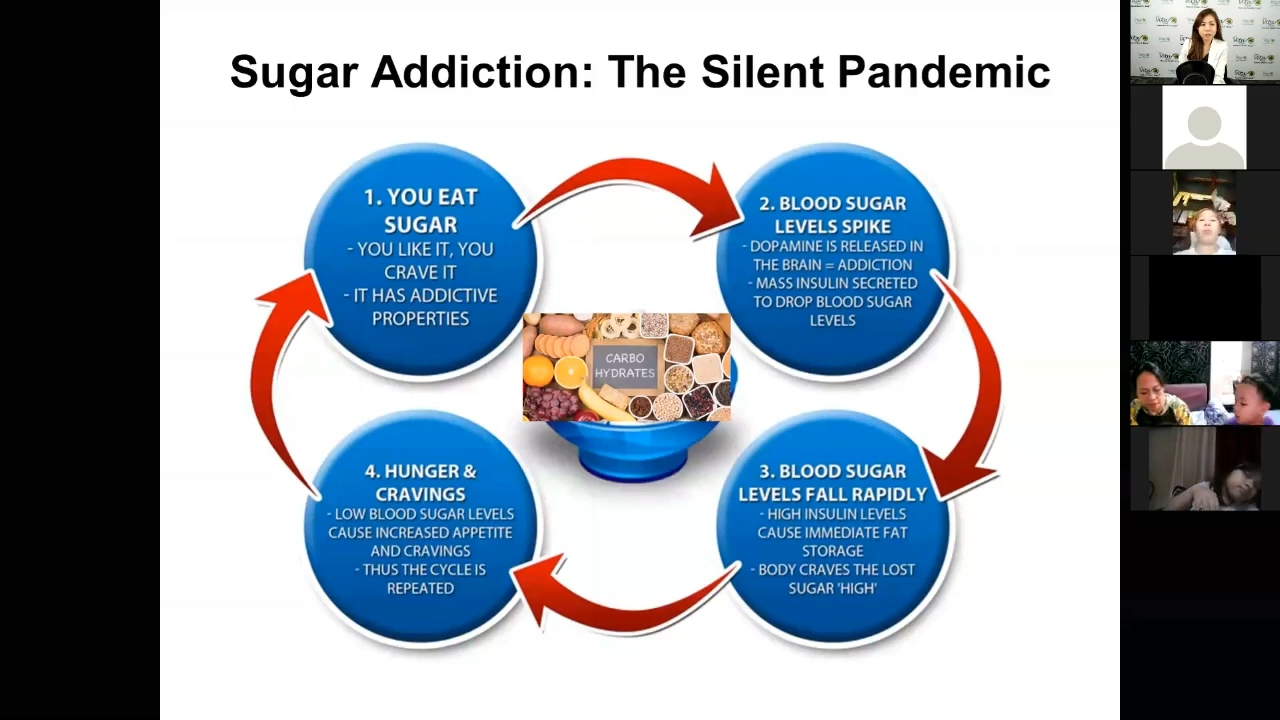 Sugar Addiction: The Silent Pandemic
1. YOU EAT
SUGAR
- YOU LIKE IT, YOU
CRAVE IT
- IT HAS ADDICTIVE
PROPERTIES
2. BLOOD SUGAR
LEVELS SPIKE
- DOPAMINE IS RELEASED IN
THE BRAIN = ADDICTION
- MASS INSULIN SECRETED
TO DROP BLOOD SUGAR
LEVELS
CARBO
HYDRATES
3. BLOOD SUGAR
LEVELS FALL RAPIDLY
- HIGH INSULIN LEVELS
CAUSE IMMEDIATE FAT
STORAGE
- BODY CRAVES THE LOST
SUGAR 'HIGH'
4. HUNGER &
CRAVINGS
- LOW BLOOD SUGAR LEVELS
CAUSE INCREASED APPETITE
AND CRAVINGS
- THUS THE CYCLE IS
REPEATED